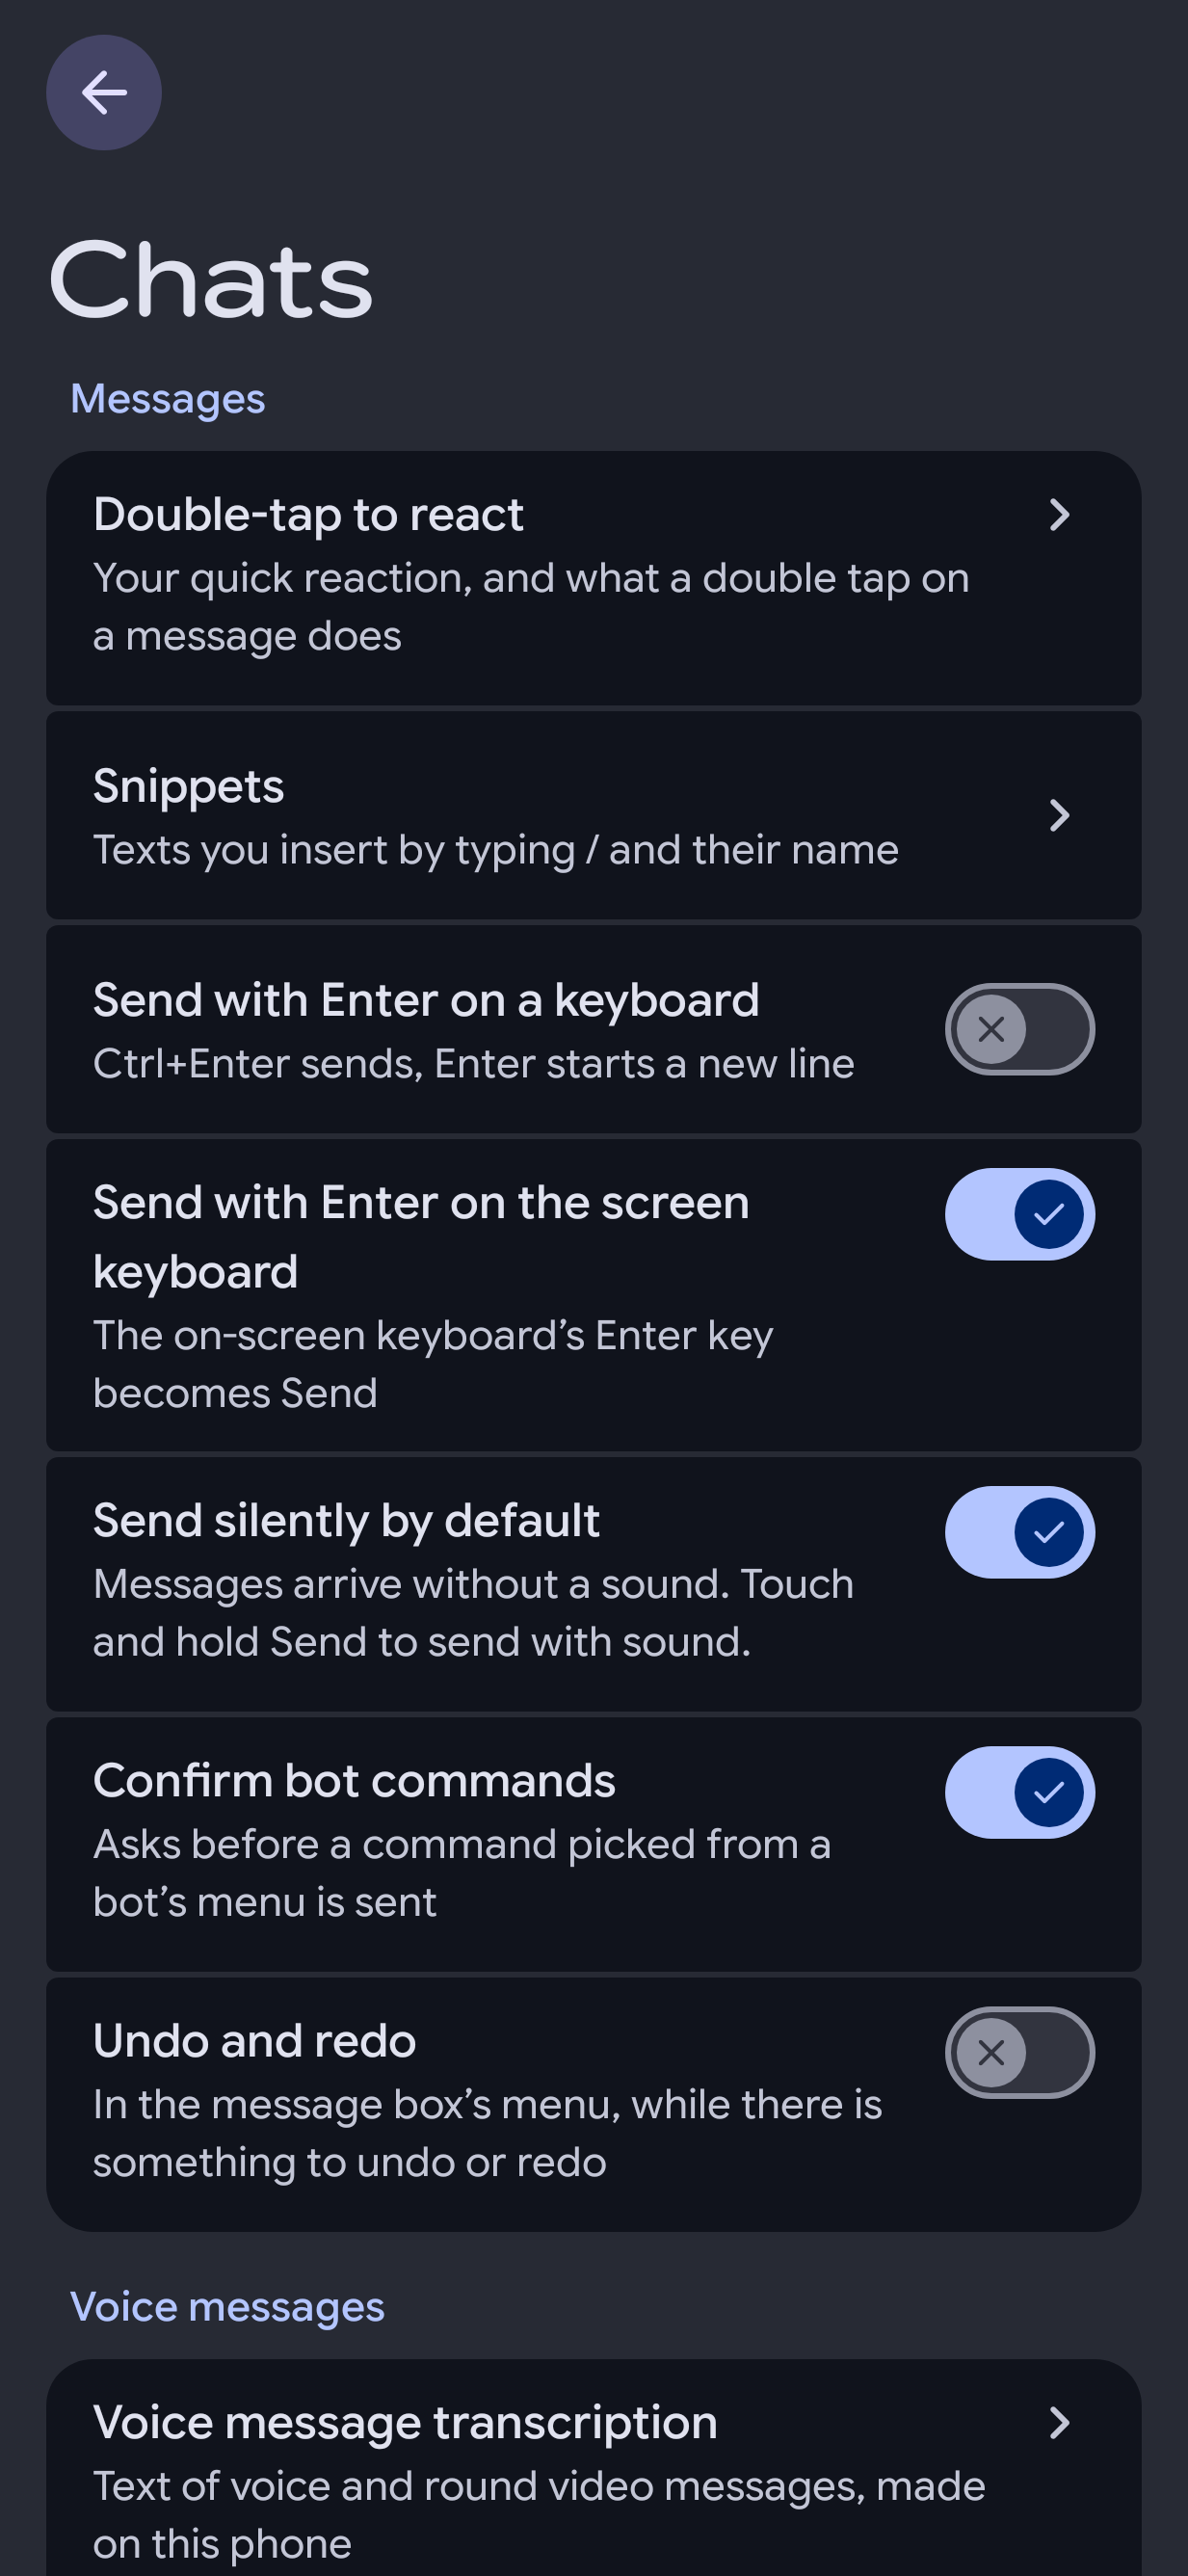 Chats
Messages
Double-tap to react
Your quick reaction, and what a double tap on
a message does
Snippets
Texts you insert by typing / and their name
Send with Enter on a keyboard
Ctrl+Enter sends, Enter starts a new line
Send with Enter on the screen
keyboard
The on-screen keyboard’s Enter key
becomes Send
Send silently by default
Messages arrive without a sound. Touch
and hold Send to send with sound.
Confirm bot commands
Asks before a command picked from a
bot’s menu is sent
Undo and redo
In the message box’s menu, while there is
something to undo or redo
Voice messages
Voice message transcription
Text of voice and round video messages, made
on this phone